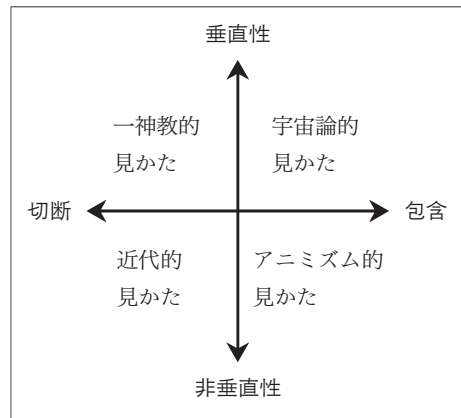 垂直性
一神教的
見かた
宇宙論的
見かた
切断
包含
近代的
見かた
アニミズム的
見かた
非垂直性